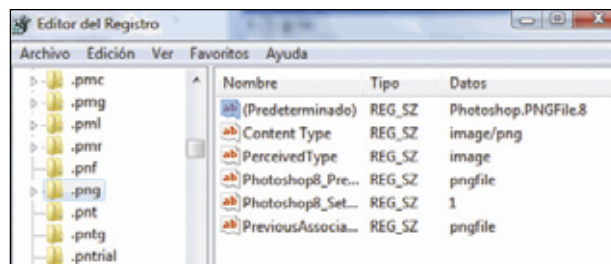 Editor del Registro
Archivo Edición Ver Favoritos Ayuda
.pmc
.pmg
.pml
.pmr
.pnf
.png
.pnt
.pntg
.pntrial
Nombre Tipo Datos
(Predeterminado) REG_SZ Photoshop.PNGFile.8
Content Type REG_SZ image/png
PerceivedType REG_SZ image
Photoshop8_Pre... REG_SZ pngfile
Photoshop8_Set... REG_SZ 1
PreviousAssocia... REG_SZ pngfile